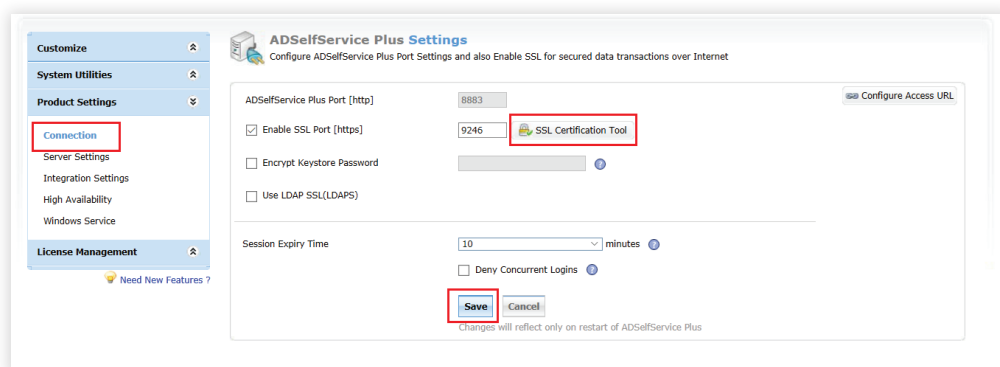 Customize
System Utilities
Product Settings
Connection
Server Settings
Integration Settings
High Availability
Windows Service
License Management
Need New Features ?
ADSelfService Plus Settings
Configure ADSelfService Plus Port Settings and also Enable SSL for secured data transactions over Internet
Configure Access URL
ADSelfService Plus Port [http] 8883
Enable SSL Port [https] 9246 SSL Certification Tool
Encrypt Keystore Password
Use LDAP SSL(LDAPS)
Session Expiry Time 10 minutes
Deny Concurrent Logins
Save Cancel
Changes will reflect only on restart of ADSelfService Plus